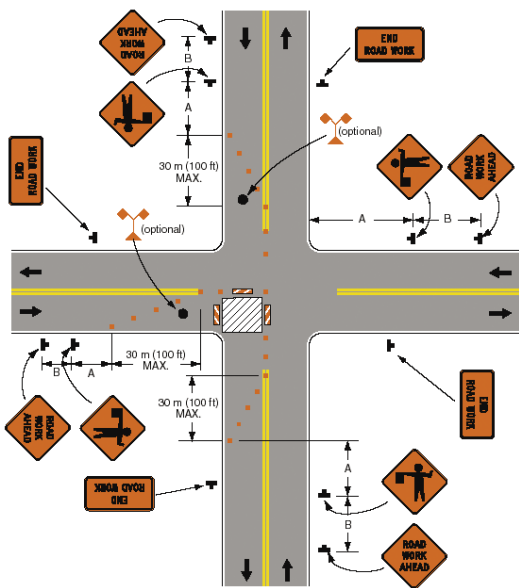 ROAD
WORK
AHEAD
B
A
30 m (100 ft)
MAX.
(optional)
END
ROAD WORK
END
ROAD WORK
ROAD
WORK
AHEAD
A
B
(optional)
30 m (100 ft)
MAX.
B
A
30 m (100 ft)
MAX.
ROAD
WORK
AHEAD
END
ROAD WORK
END
ROAD WORK
A
B
ROAD
WORK
AHEAD